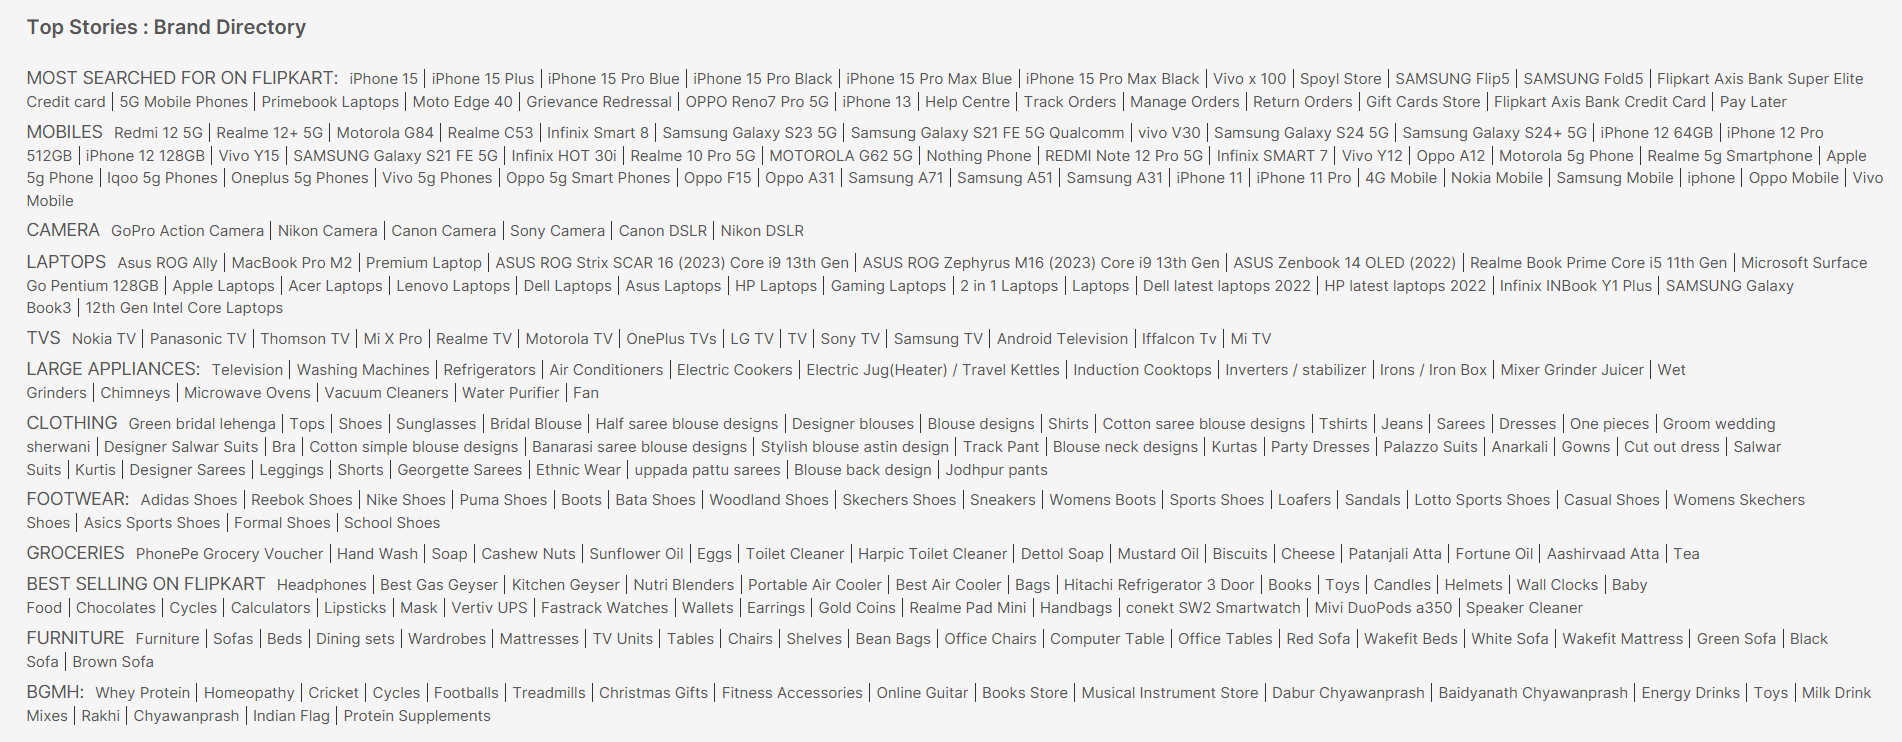 Top Stories : Brand Directory
MOST SEARCHED FOR ON FLIPKART: iPhone 15 | iPhone 15 Plus | iPhone 15 Pro Blue | iPhone 15 Pro Black | iPhone 15 Pro Max Blue | iPhone 15 Pro Max Black | Vivo x 100 | Spoyl Store | SAMSUNG Flip5 | SAMSUNG Fold5 | Flipkart Axis Bank Super Elite
Credit card | 5G Mobile Phones | Primebook Laptops | Moto Edge 40 | Grievance Redressal | OPPO Reno7 Pro 5G | iPhone 13 | Help Centre | Track Orders | Manage Orders | Return Orders | Gift Cards Store | Flipkart Axis Bank Credit Card | Pay Later
MOBILES Redmi 12 5G | Realme 12+ 5G | Motorola G84 | Realme C53 | Infinix Smart 8 | Samsung Galaxy S23 5G | Samsung Galaxy S21 FE 5G Qualcomm | vivo V30 | Samsung Galaxy S24 5G | Samsung Galaxy S24+ 5G | iPhone 12 64GB | iPhone 12 Pro
512GB | iPhone 12 128GB | Vivo Y15 | SAMSUNG Galaxy S21 FE 5G | Infinix HOT 30i | Realme 10 Pro 5G | MOTOROLA G62 5G | Nothing Phone | REDMI Note 12 Pro 5G | Infinix SMART 7 | Vivo Y12 | Oppo A12 | Motorola 5g Phone | Realme 5g Smartphone | Apple
5g Phone | Iqoo 5g Phones | Oneplus 5g Phones | Vivo 5g Phones | Oppo 5g Smart Phones | Oppo F15 | Oppo A31 | Samsung A71 | Samsung A51 | Samsung A31 | iPhone 11 | iPhone 11 Pro | 4G Mobile | Nokia Mobile | Samsung Mobile | iphone | Oppo Mobile | Vivo
Mobile
CAMERA GoPro Action Camera | Nikon Camera | Canon Camera | Sony Camera | Canon DSLR | Nikon DSLR
LAPTOPS Asus ROG Ally | MacBook Pro M2 | Premium Laptop | ASUS ROG Strix SCAR 16 (2023) Core i9 13th Gen | ASUS ROG Zephyrus M16 (2023) Core i9 13th Gen | ASUS Zenbook 14 OLED (2022) | Realme Book Prime Core i5 11th Gen | Microsoft Surface
Go Pentium 128GB | Apple Laptops | Acer Laptops | Lenovo Laptops | Dell Laptops | Asus Laptops | HP Laptops | Gaming Laptops | 2 in 1 Laptops | Laptops | Dell latest laptops 2022 | HP latest laptops 2022 | Infinix INBook Y1 Plus | SAMSUNG Galaxy
Book3 | 12th Gen Intel Core Laptops
TVS Nokia TV | Panasonic TV | Thomson TV | Mi X Pro | Realme TV | Motorola TV | OnePlus TVs | LG TV | TV | Sony TV | Samsung TV | Android Television | Iffalcon Tv | Mi TV
LARGE APPLIANCES: Television | Washing Machines | Refrigerators | Air Conditioners | Electric Cookers | Electric Jug(Heater) / Travel Kettles | Induction Cooktops | Inverters / stabilizer | Irons / Iron Box | Mixer Grinder Juicer | Wet
Grinders | Chimneys | Microwave Ovens | Vacuum Cleaners | Water Purifier | Fan
CLOTHING Green bridal lehenga | Tops | Shoes | Sunglasses | Bridal Blouse | Half saree blouse designs | Designer blouses | Blouse designs | Shirts | Cotton saree blouse designs | Tshirts | Jeans | Sarees | Dresses | One pieces | Groom wedding
sherwani | Designer Salwar Suits | Bra | Cotton simple blouse designs | Banarasi saree blouse designs | Stylish blouse astin design | Track Pant | Blouse neck designs | Kurtas | Party Dresses | Palazzo Suits | Anarkali | Gowns | Cut out dress | Salwar
Suits | Kurtis | Designer Sarees | Leggings | Shorts | Georgette Sarees | Ethnic Wear | uppada pattu sarees | Blouse back design | Jodhpur pants
FOOTWEAR: Adidas Shoes | Reebok Shoes | Nike Shoes | Puma Shoes | Boots | Bata Shoes | Woodland Shoes | Skechers Shoes | Sneakers | Womens Boots | Sports Shoes | Loafers | Sandals | Lotto Sports Shoes | Casual Shoes | Womens Skechers
Shoes | Asics Sports Shoes | Formal Shoes | School Shoes
GROCERIES PhonePe Grocery Voucher | Hand Wash | Soap | Cashew Nuts | Sunflower Oil | Eggs | Toilet Cleaner | Harpic Toilet Cleaner | Dettol Soap | Mustard Oil | Biscuits | Cheese | Patanjali Atta | Fortune Oil | Aashirvaad Atta | Tea
BEST SELLING ON FLIPKART Headphones | Best Gas Geyser | Kitchen Geyser | Nutri Blenders | Portable Air Cooler | Best Air Cooler | Bags | Hitachi Refrigerator 3 Door | Books | Toys | Candles | Helmets | Wall Clocks | Baby
Food | Chocolates | Cycles | Calculators | Lipsticks | Mask | Vertiv UPS | Fastrack Watches | Wallets | Earrings | Gold Coins | Realme Pad Mini | Handbags | conekt SW2 Smartwatch | Mivi DuoPods a350 | Speaker Cleaner
FURNITURE Furniture | Sofas | Beds | Dining sets | Wardrobes | Mattresses | TV Units | Tables | Chairs | Shelves | Bean Bags | Office Chairs | Computer Table | Office Tables | Red Sofa | Wakefit Beds | White Sofa | Wakefit Mattress | Green Sofa | Black
Sofa | Brown Sofa
BGMH: Whey Protein | Homeopathy | Cricket | Cycles | Footballs | Treadmills | Christmas Gifts | Fitness Accessories | Online Guitar | Books Store | Musical Instrument Store | Dabur Chyawanprash | Baidyanath Chyawanprash | Energy Drinks | Toys | Milk Drink
Mixes | Rakhi | Chyawanprash | Indian Flag | Protein Supplements